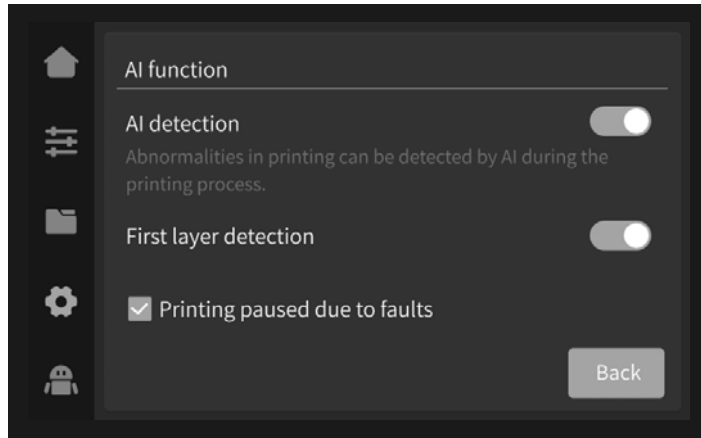 AI function
AI detection
Abnormalities in printing can be detected by AI during the
printing process.
First layer detection
Printing paused due to faults
Back